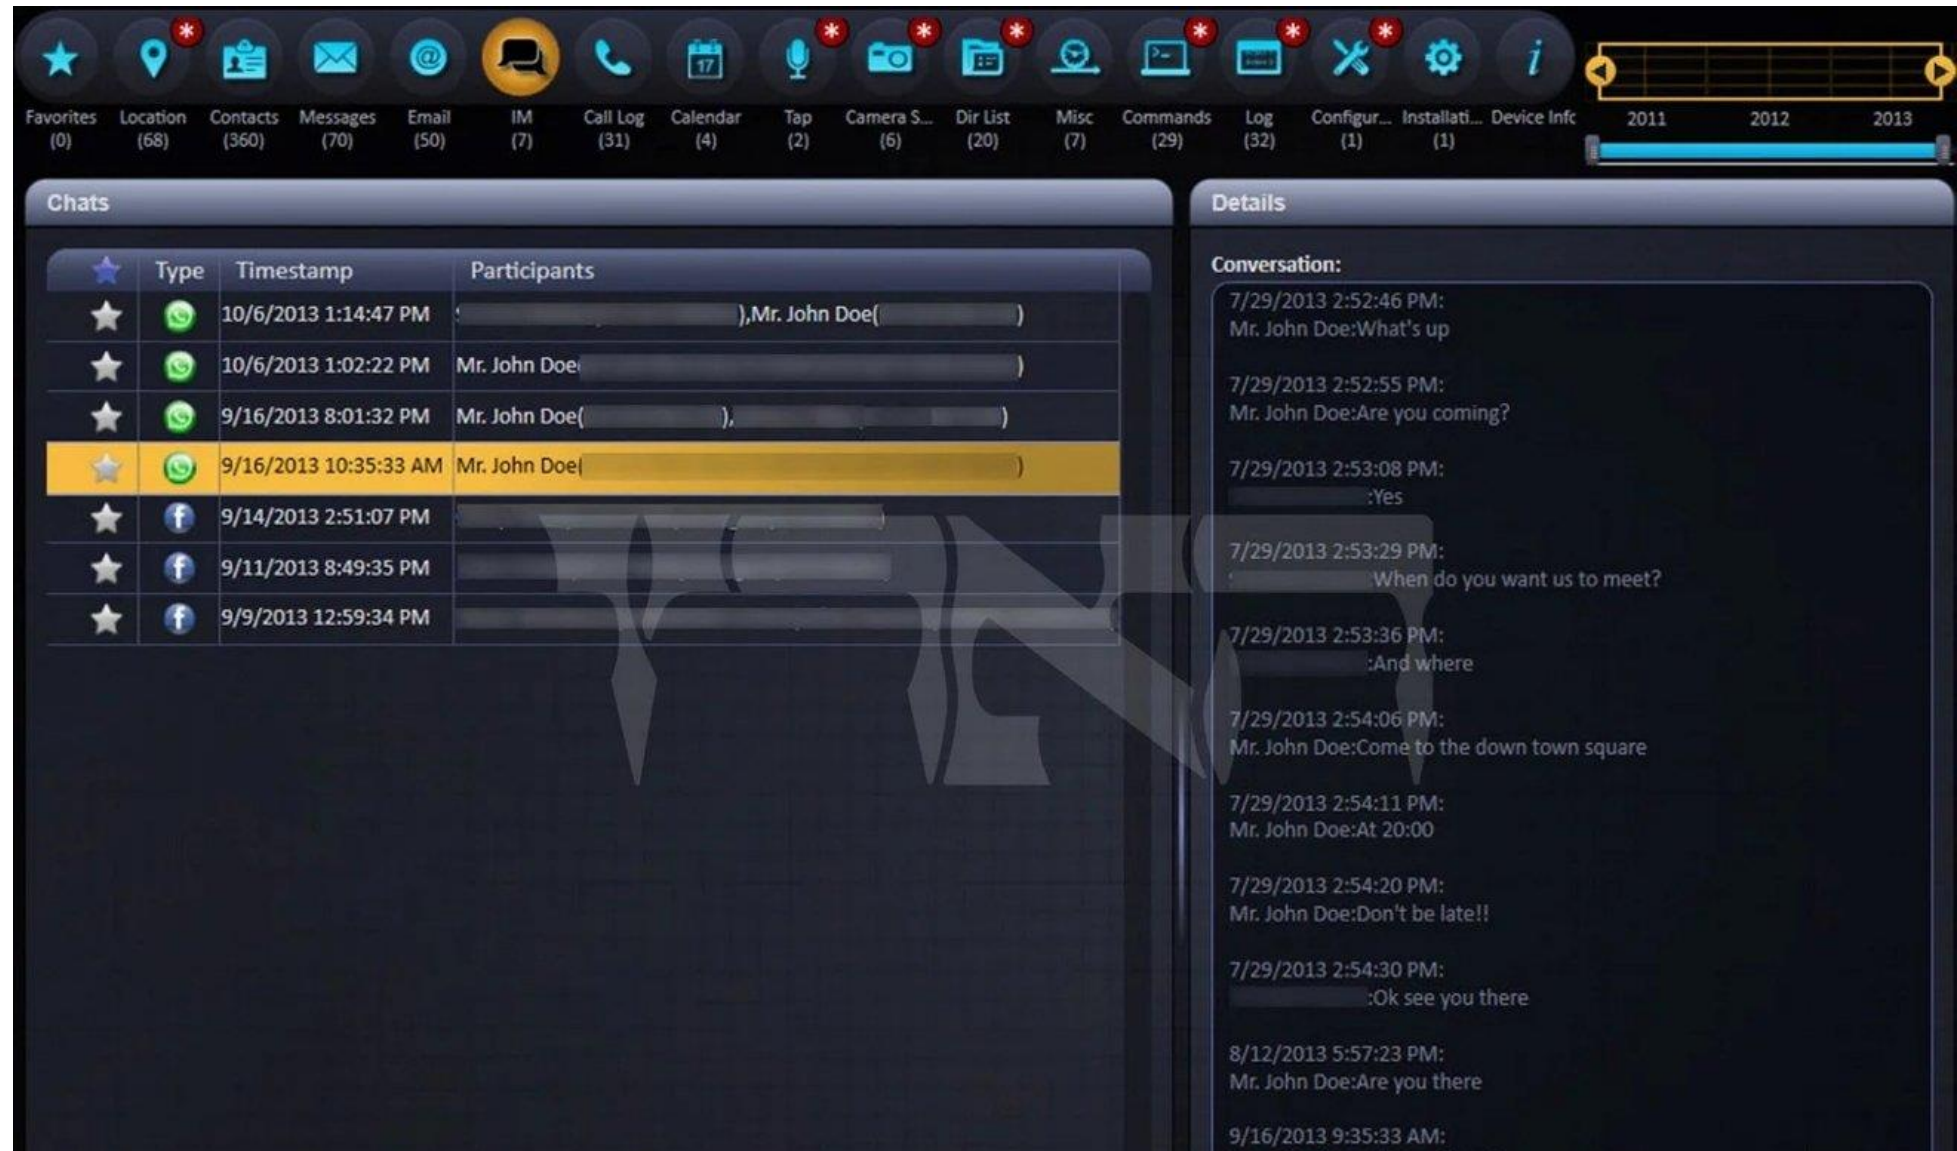 Favorites
(0)
Location
(68)
Contacts
(360)
Messages
(70)
Email
(50)
IM
(7)
Call Log
(31)
Calendar
(4)
Tap
(2)
Camera S...
(6)
Dir List
(20)
Misc
(7)
Commands
(29)
Log
(32)
Configur...
(1)
Installati...
(1)
Device Info
17
2011 2012 2013
Chats
Type Timestamp Participants
10/6/2013 1:14:47 PM ),Mr. John Doe( )
10/6/2013 1:02:22 PM Mr. John Doe( )
9/16/2013 8:01:32 PM Mr. John Doe( ), )
9/16/2013 10:35:33 AM Mr. John Doe( )
9/14/2013 2:51:07 PM
9/11/2013 8:49:35 PM
9/9/2013 12:59:34 PM
Details
Conversation:
7/29/2013 2:52:46 PM:
Mr. John Doe:What's up
7/29/2013 2:52:55 PM:
Mr. John Doe:Are you coming?
7/29/2013 2:53:08 PM:
:Yes
7/29/2013 2:53:29 PM:
:When do you want us to meet?
7/29/2013 2:53:36 PM:
:And where
7/29/2013 2:54:06 PM:
Mr. John Doe:Come to the down town square
7/29/2013 2:54:11 PM:
Mr. John Doe:At 20:00
7/29/2013 2:54:20 PM:
Mr. John Doe:Don't be late!!
7/29/2013 2:54:30 PM:
:Ok see you there
8/12/2013 5:57:23 PM:
Mr. John Doe:Are you there
9/16/2013 9:35:33 AM: